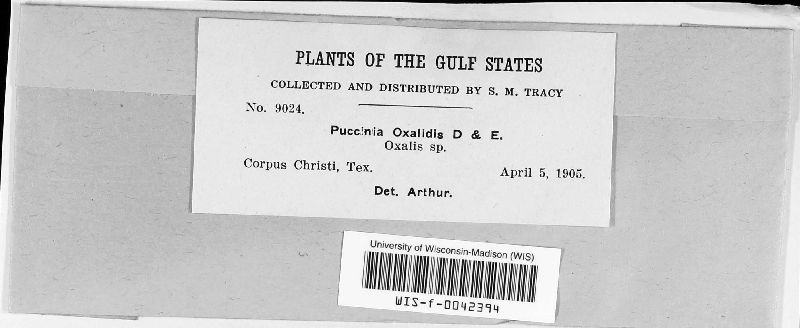 PLANTS OF THE GULF STATES
COLLECTED AND DISTRIBUTED BY S. M. TRACY
No. 9024.
Puccinia Oxalidis D & E.
Oxalis sp.
Corpus Christi, Tex. April 5, 1905.
Det. Arthur.
University of Wisconsin-Madison (WIS)
WIS-f-0042394